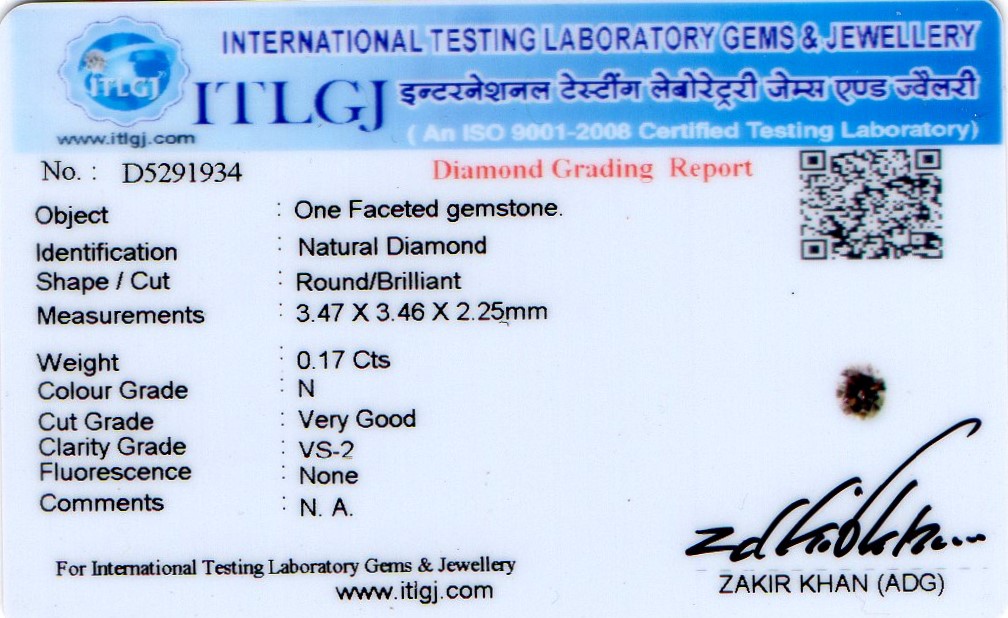 INTERNATIONAL TESTING LABORATORY GEMS & JEWELLERY
ITLGJ
ITLGJ इन्टरनेशनल टेस्टींग लेबोरेट्ररी जेम्स एण्ड ज्वैलरी
www.itlgj.com
( An ISO 9001-2008 Certified Testing Laboratory)
No. : D5291934
Diamond Grading Report
Object : One Faceted gemstone.
Identification : Natural Diamond
Shape / Cut : Round/Brilliant
Measurements : 3.47 X 3.46 X 2.25mm
Weight : 0.17 Cts
Colour Grade : N
Cut Grade : Very Good
Clarity Grade : VS-2
Fluorescence : None
Comments : N. A.
For International Testing Laboratory Gems & Jewellery
www.itlgj.com
ZAKIR KHAN (ADG)